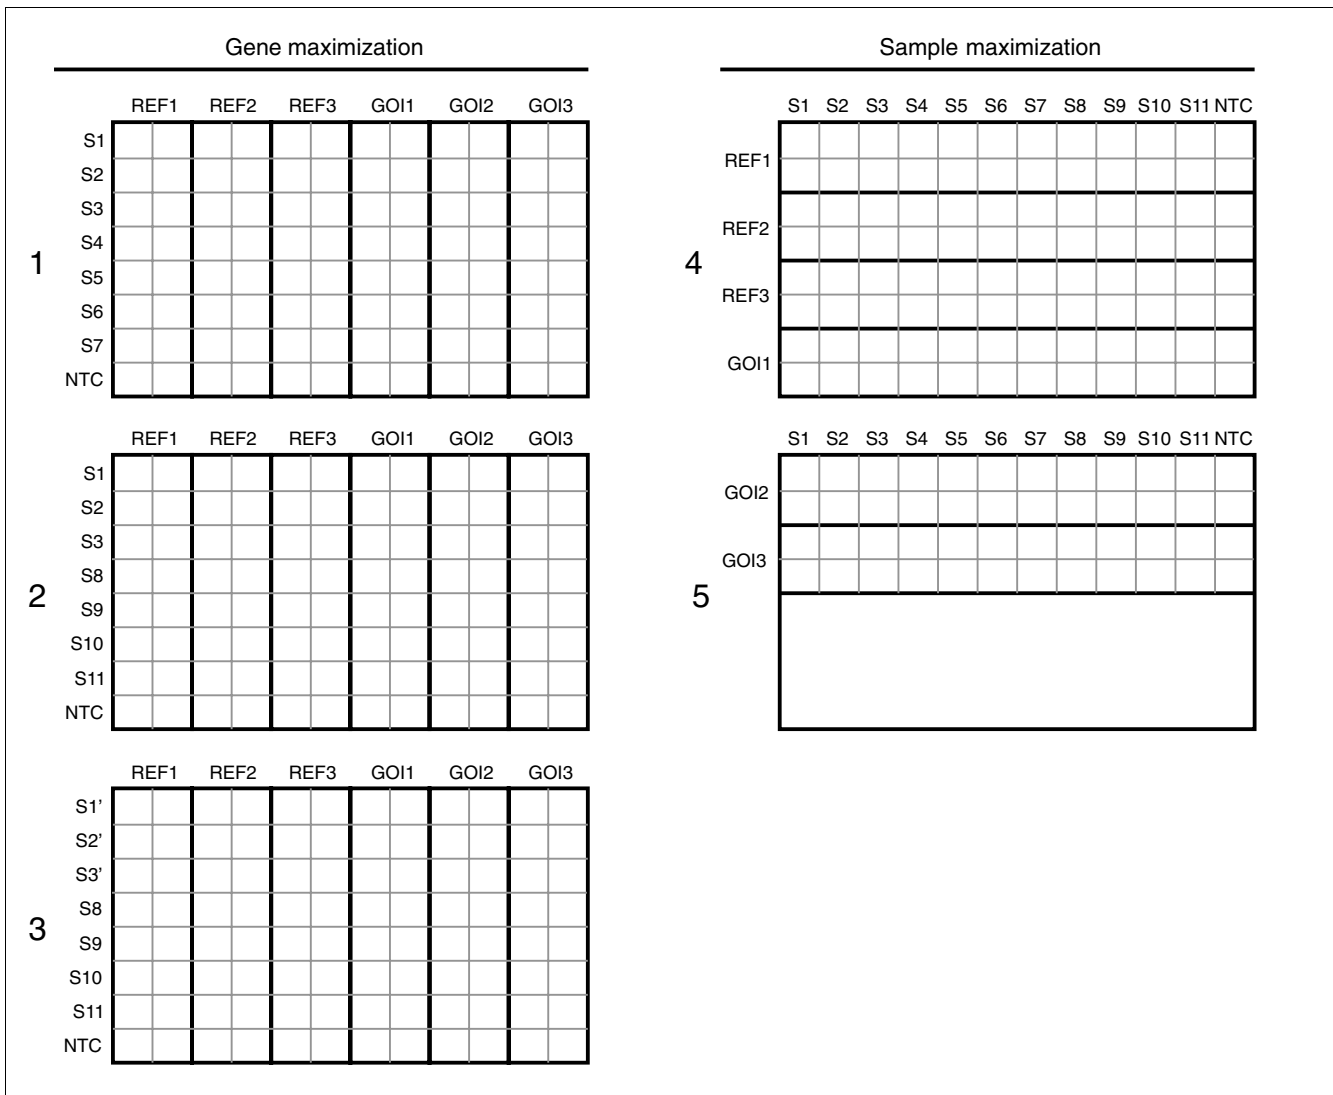 Gene maximization
REF1 REF2 REF3 GOI1 GOI2 GOI3
1
S1
S2
S3
S4
S5
S6
S7
NTC
REF1 REF2 REF3 GOI1 GOI2 GOI3
2
S1
S2
S3
S8
S9
S10
S11
NTC
REF1 REF2 REF3 GOI1 GOI2 GOI3
3
S1’
S2’
S3’
S8
S9
S10
S11
NTC
Sample maximization
S1 S2 S3 S4 S5 S6 S7 S8 S9 S10 S11 NTC
4
REF1
REF2
REF3
GOI1
S1 S2 S3 S4 S5 S6 S7 S8 S9 S10 S11 NTC
5
GOI2
GOI3